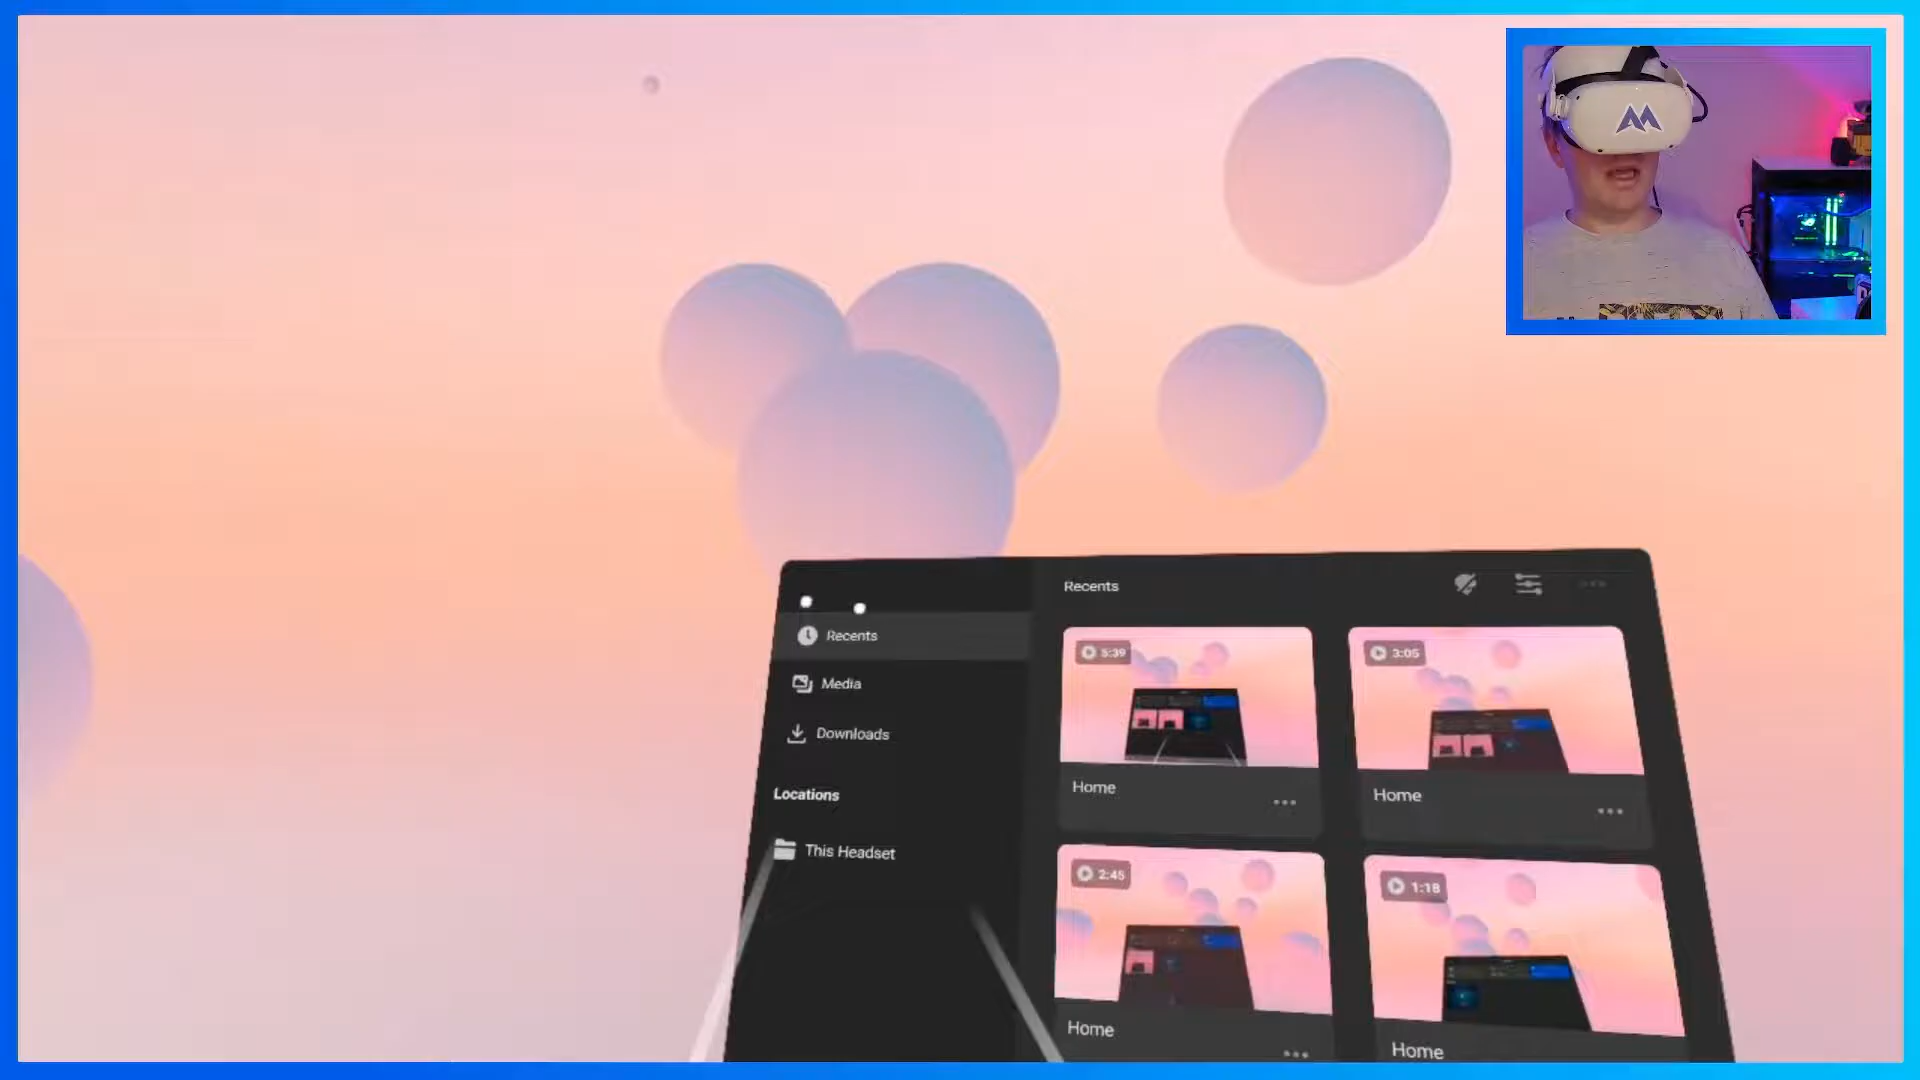 Recents
Recents
Media
Downloads
Locations
This Headset
5:39
3:05
Home
Home
2:45
1:18
Home
Home